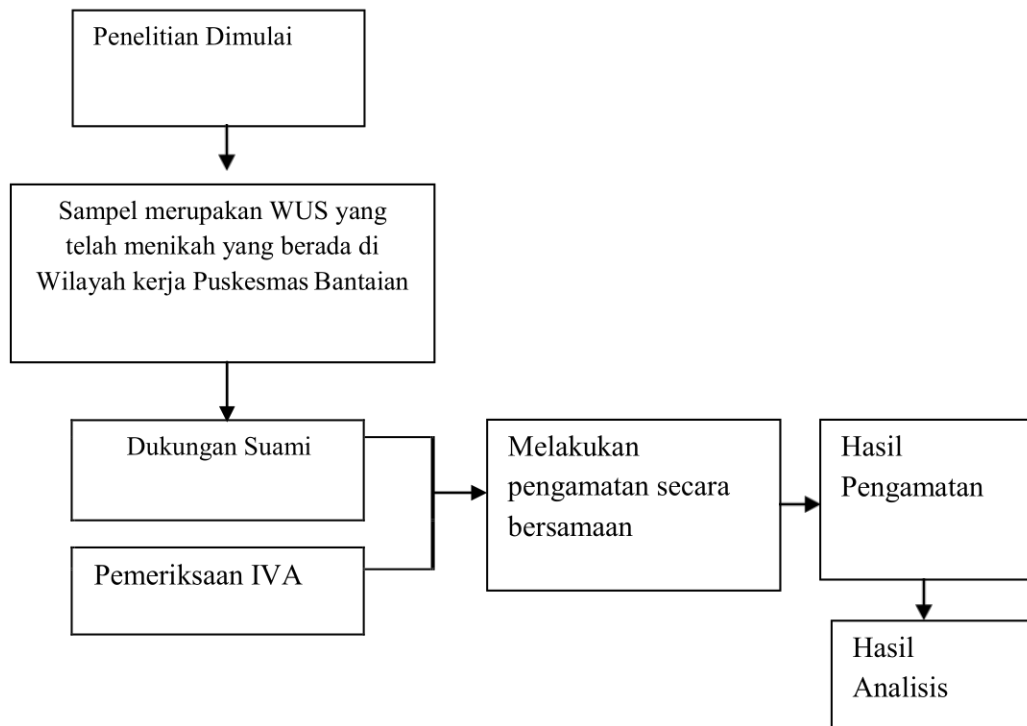 Penelitian Dimulai
Sampel merupakan WUS yang
telah menikah yang berada di
Wilayah kerja Puskesmas Bantaian
Dukungan Suami
Pemeriksaan IVA
Melakukan
pengamatan secara
bersamaan
Hasil
Pengamatan
Hasil
Analisis